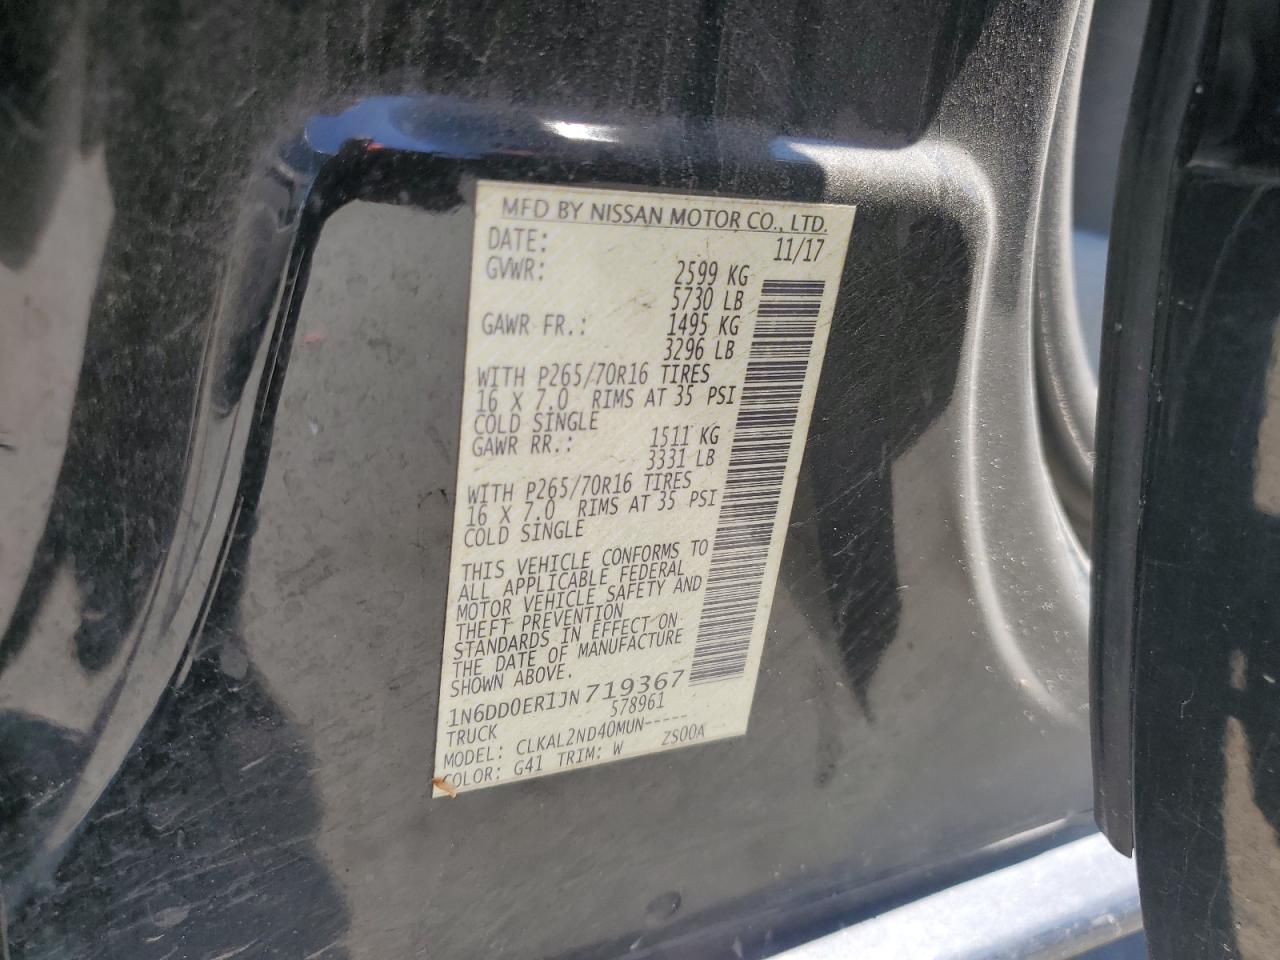 MFD BY NISSAN MOTOR CO., LTD.
DATE: 11/17
GVWR: 2599 KG
5730 LB
GAWR FR.: 1495 KG
3296 LB
WITH P265/70R16 TIRES
16 X 7.0 RIMS AT 35 PSI
COLD SINGLE
GAWR RR.: 1511 KG
3331 LB
WITH P265/70R16 TIRES
16 X 7.0 RIMS AT 35 PSI
COLD SINGLE
THIS VEHICLE CONFORMS TO
ALL APPLICABLE FEDERAL
MOTOR VEHICLE SAFETY AND
THEFT PREVENTION
STANDARDS IN EFFECT ON
THE DATE OF MANUFACTURE
SHOWN ABOVE.
1N6DD0ER1JN719367
TRUCK 578961
MODEL: CLKAL2ND40MUN-----
COLOR: G41 TRIM: W ZS00A